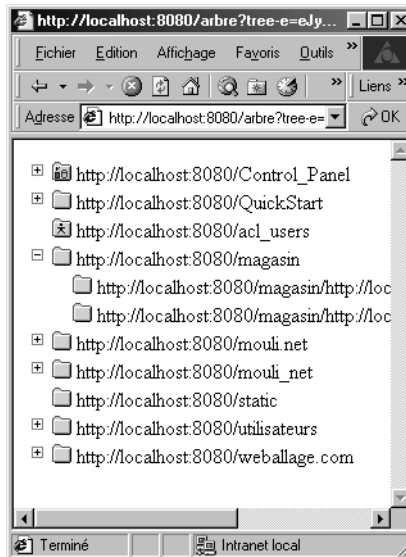 http://localhost:8080/arbre?tree-e=eJy...
Fichier Edition Affichage Favoris Outils »
» Liens »
Adresse http://localhost:8080/arbre?tree-e= OK
http://localhost:8080/Control_Panel
http://localhost:8080/QuickStart
http://localhost:8080/acl_users
http://localhost:8080/magasin
http://localhost:8080/magasin/http://loc
http://localhost:8080/magasin/http://loc
http://localhost:8080/mouli.net
http://localhost:8080/mouli_net
http://localhost:8080/static
http://localhost:8080/utilisateurs
http://localhost:8080/weballage.com
Terminé Intranet local